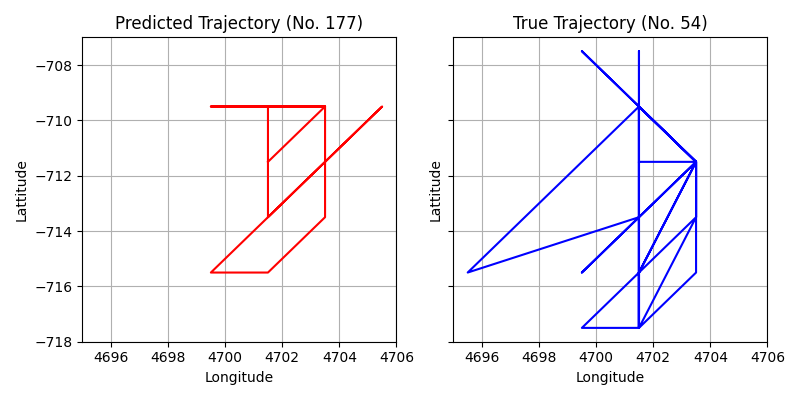 Predicted Trajectory (No. 177)
True Trajectory (No. 54)
Lattitude
−708
−710
−712
−714
−716
−718
4696 4698 4700 4702 4704 4706
Longitude
Lattitude
4696 4698 4700 4702 4704 4706
Longitude